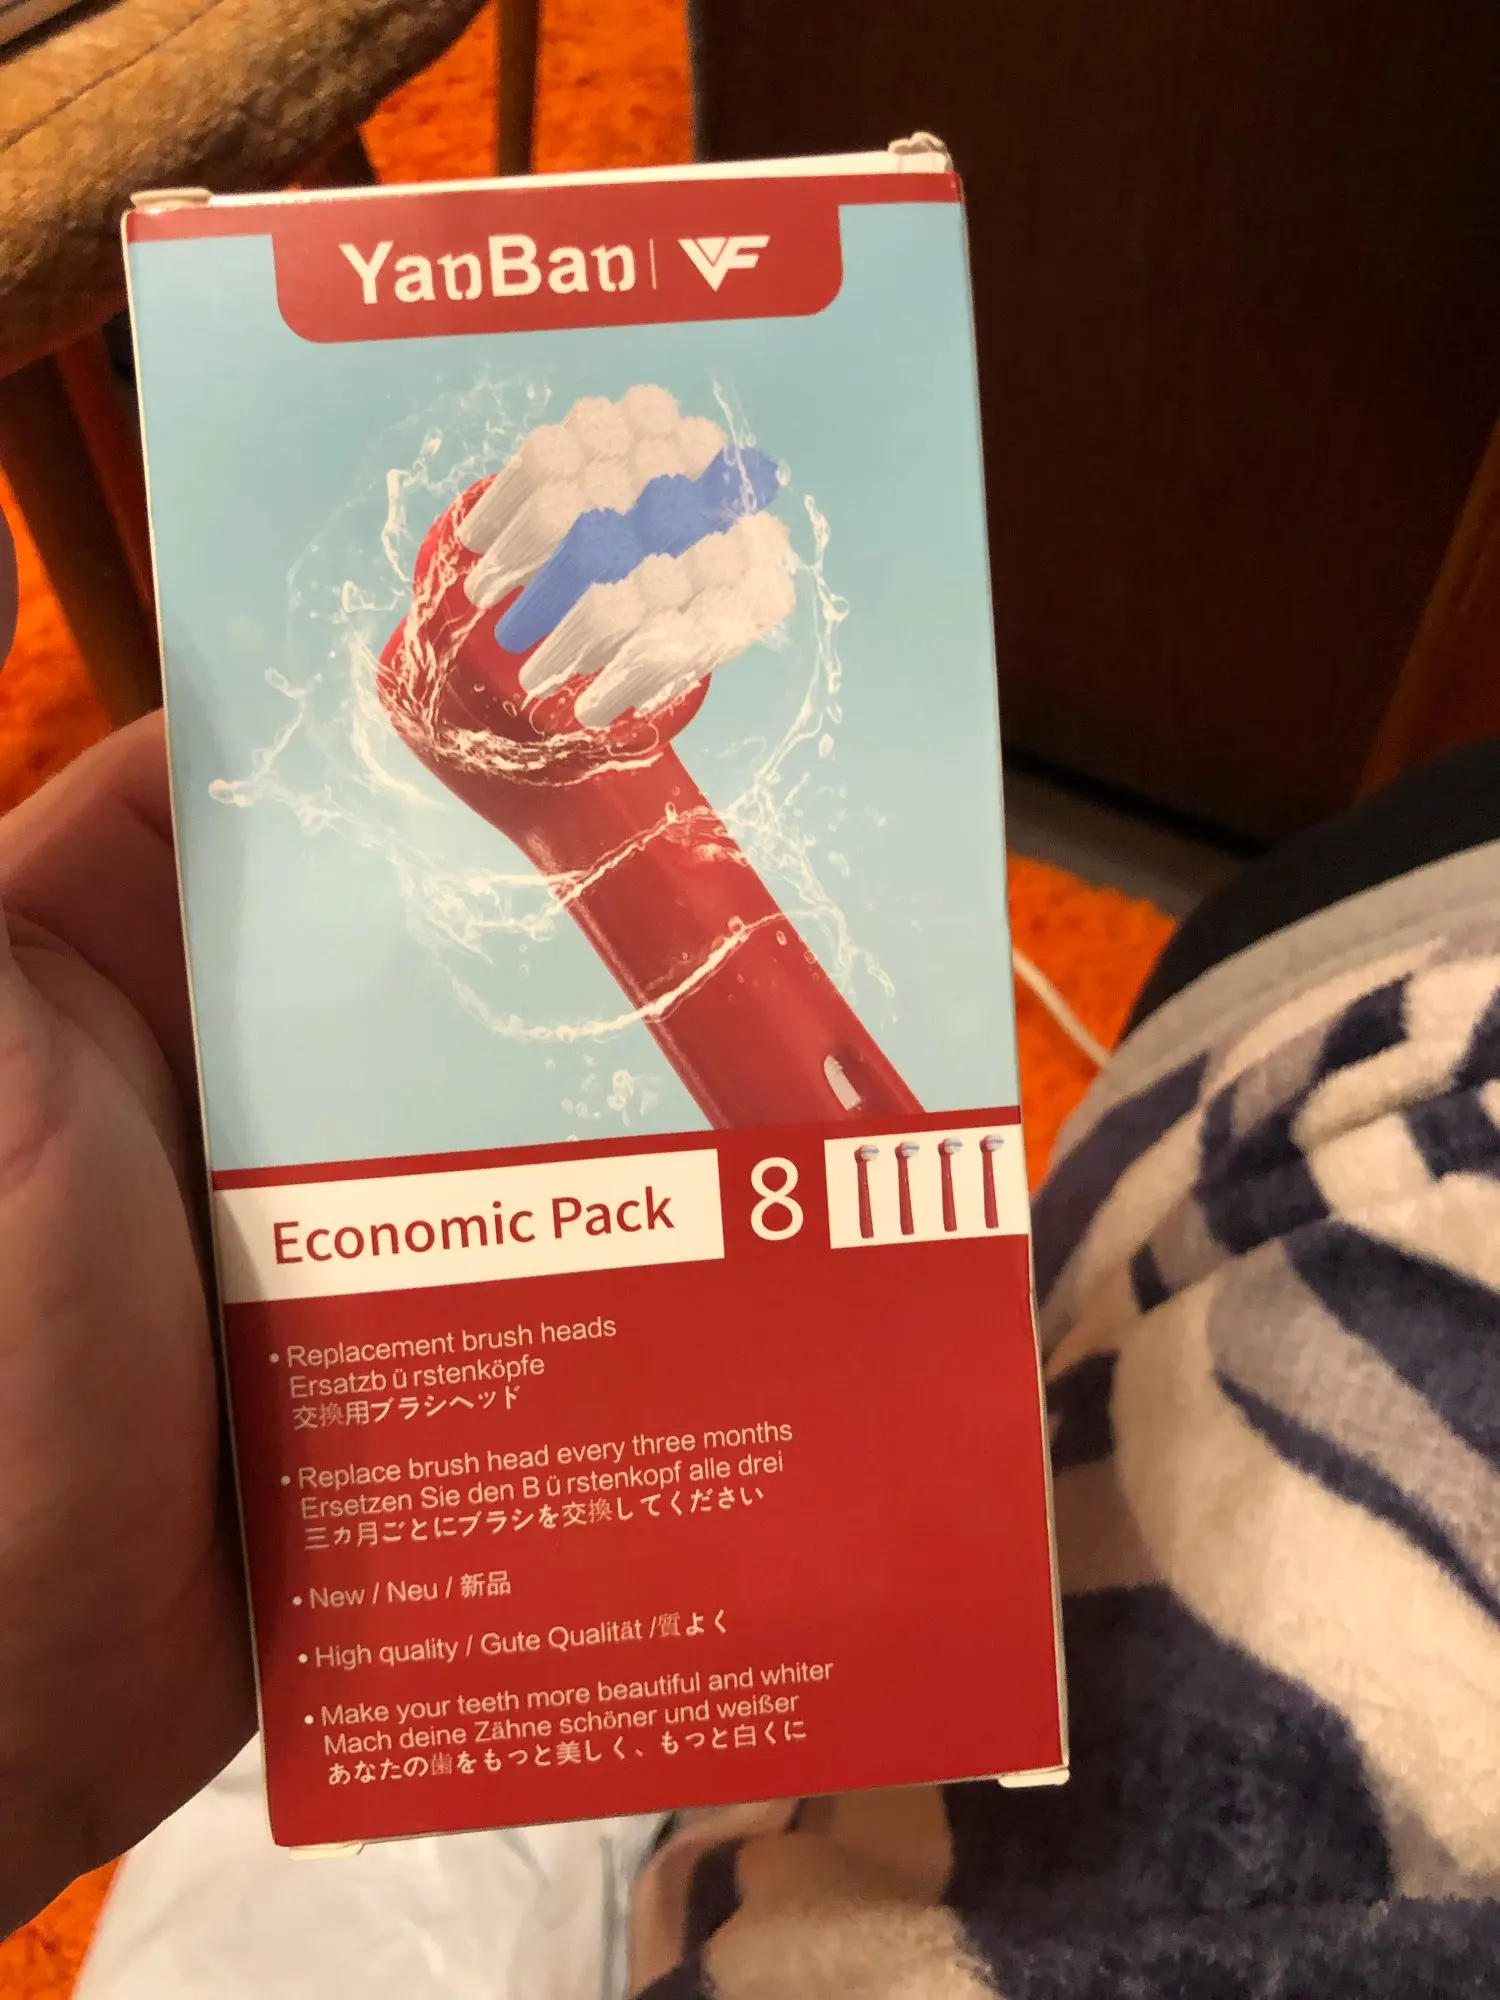 YanBan | VF
Economic Pack 8
• Replacement brush heads
Ersatzb ü rstenköpfe
交換用ブラシヘッド
• Replace brush head every three months
Ersetzen Sie den B ü rstenkopf alle drei
三ヵ月ごとにブラシを交換してください
• New / Neu / 新品
• High quality / Gute Qualität /質よく
• Make your teeth more beautiful and whiter
Mach deine Zähne schöner und weißer
あなたの歯をもっと美しく、もっと白くに